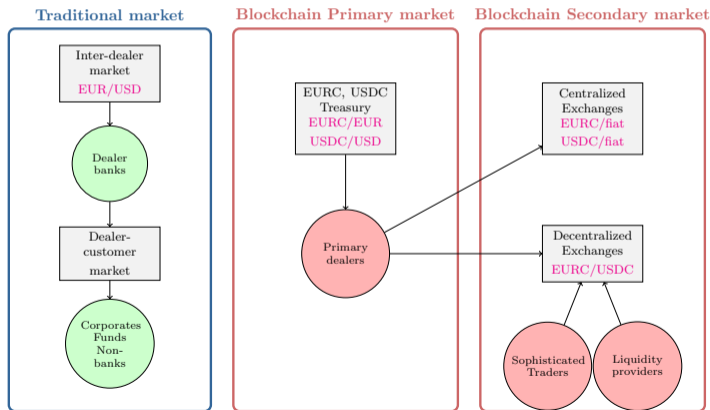 Traditional market
Inter-dealer
market
EUR/USD
Dealer
banks
Dealer-
customer
market
Corporates
Funds
Non-
banks
Blockchain Primary market
EURC, USDC
Treasury
EURC/EUR
USDC/USD
Primary
dealers
Blockchain Secondary market
Centralized
Exchanges
EURC/fiat
USDC/fiat
Decentralized
Exchanges
EURC/USDC
Sophisticated
Traders
Liquidity
providers